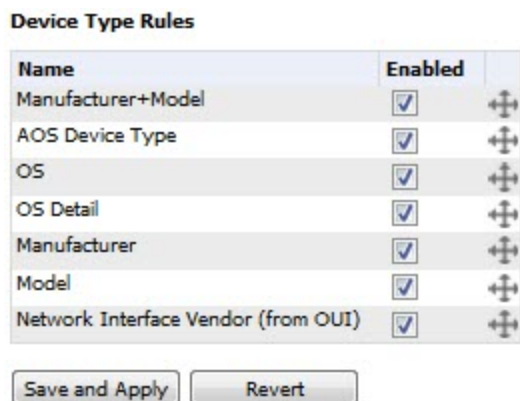 Device Type Rules
Name Enabled
Manufacturer+Model
AOS Device Type
OS
OS Detail
Manufacturer
Model
Network Interface Vendor (from OUI)
Save and Apply Revert